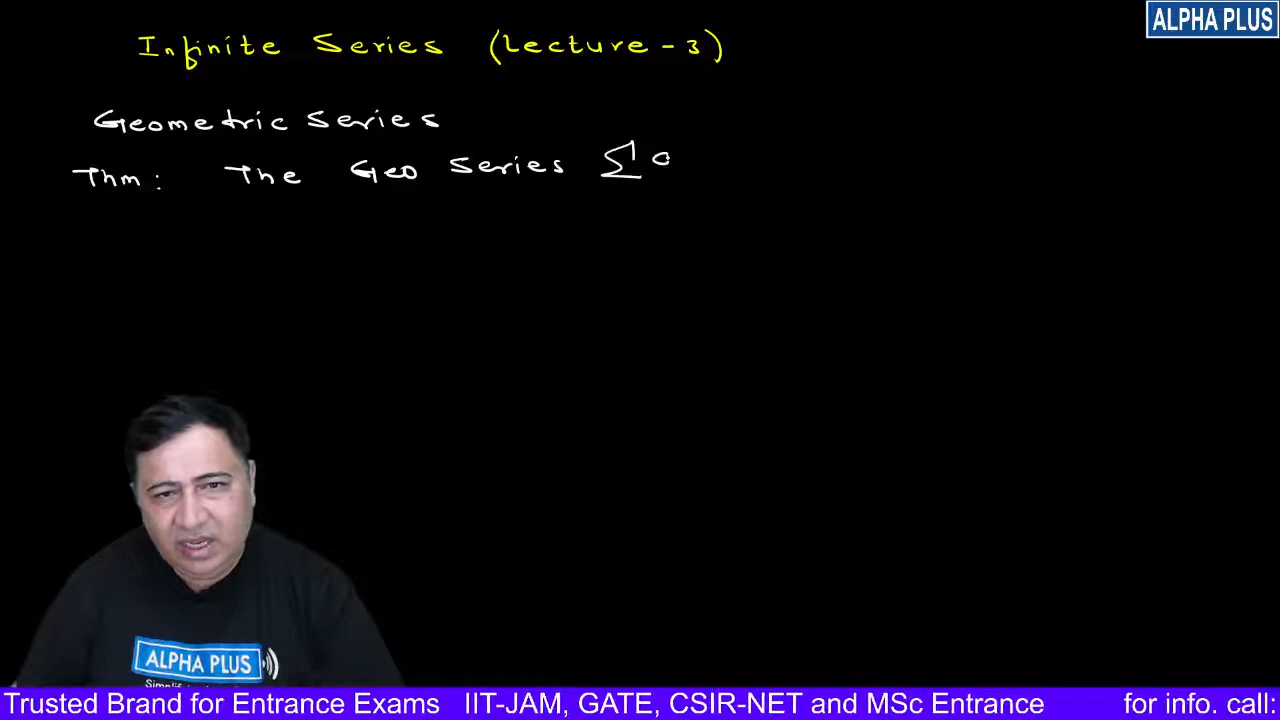 ALPHA PLUS
Infinite Series (Lecture - 3)
Geometric Series
Thm: The Geo Series Σ
ALPHA PLUS
Trusted Brand for Entrance Exams IIT-JAM, GATE, CSIR-NET and MSc Entrance for info. call: